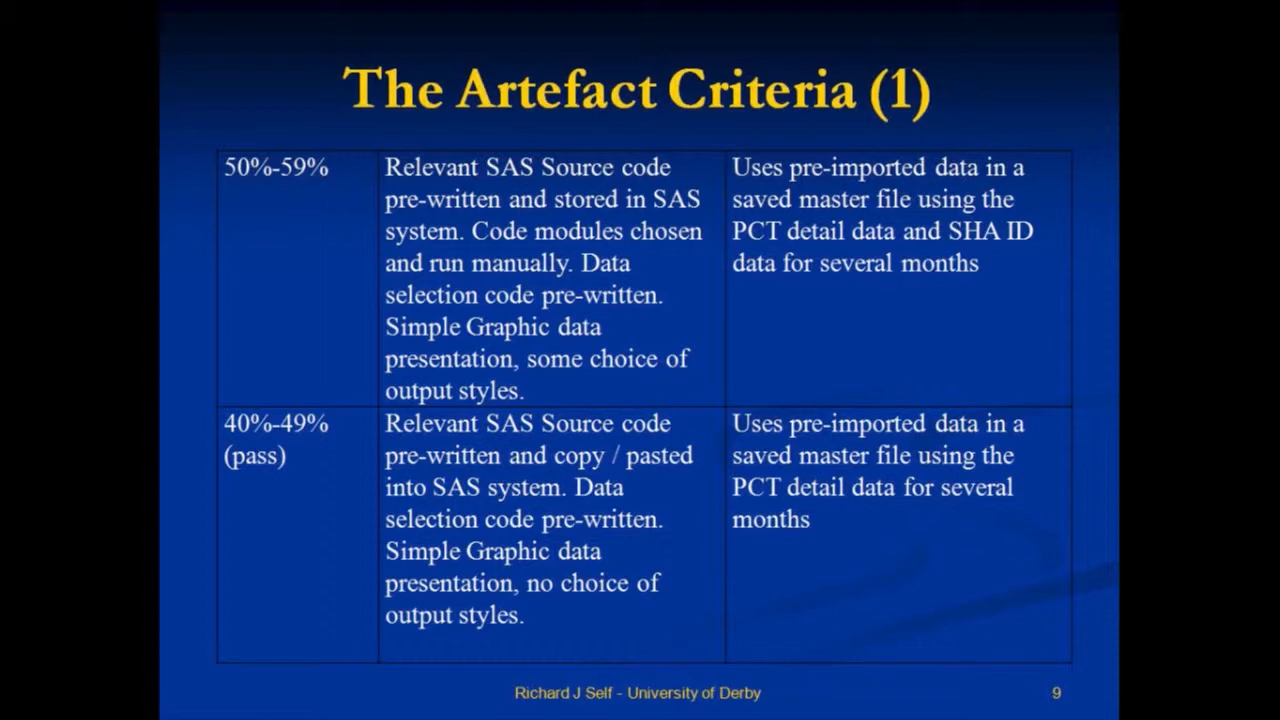 The Artefact Criteria (1)
50%-59%
Relevant SAS Source code
pre-written and stored in SAS
system. Code modules chosen
and run manually. Data
selection code pre-written.
Simple Graphic data
presentation, some choice of
output styles.
Uses pre-imported data in a
saved master file using the
PCT detail data and SHA ID
data for several months
40%-49%
(pass)
Relevant SAS Source code
pre-written and copy / pasted
into SAS system. Data
selection code pre-written.
Simple Graphic data
presentation, no choice of
output styles.
Uses pre-imported data in a
saved master file using the
PCT detail data for several
months
Richard J Self - University of Derby
9